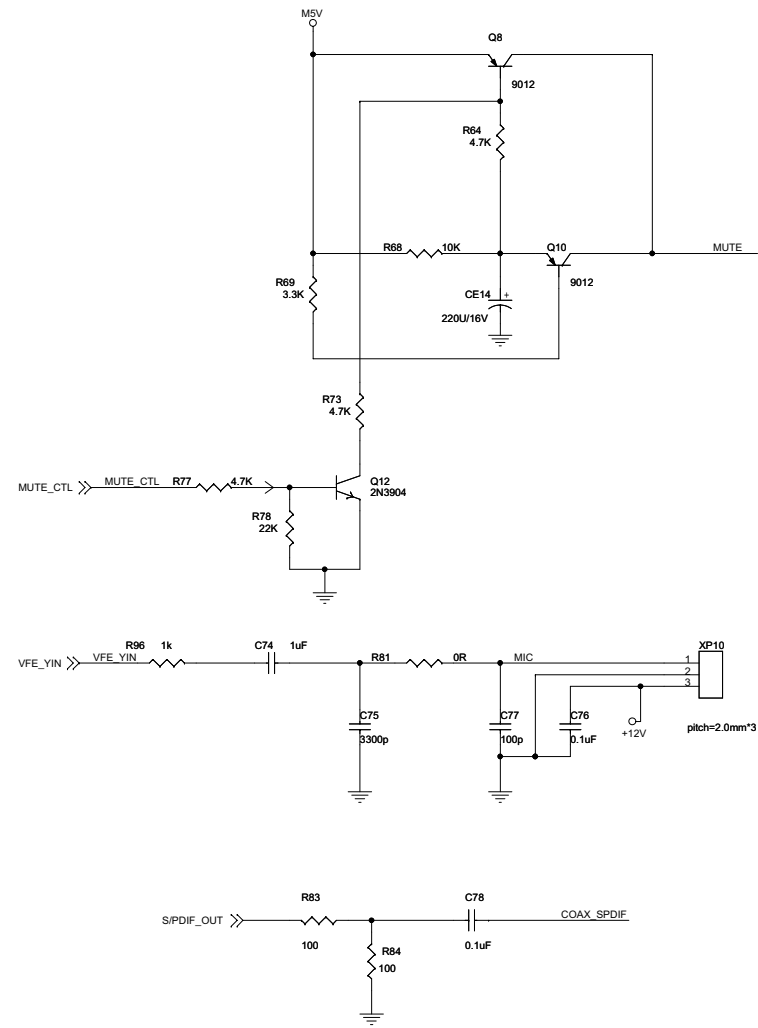 M5V
Q8
9012
R64
4.7K
R68 10K
Q10
MUTE
9012
R69
3.3K
CE14 +
220U/16V
R73
4.7K
MUTE_CTL MUTE_CTL R77 4.7K
Q12
2N3904
R78
22K
VFE_YIN VFE_YIN R96 1k C74 1uF R81 0R MIC XP10
1
2
3
C75
3300p
C77
100p
C76
0.1uF
+12V
pitch=2.0mm*3
S/PDIF_OUT R83
100
R84
100
C78
0.1uF
COAX_SPDIF